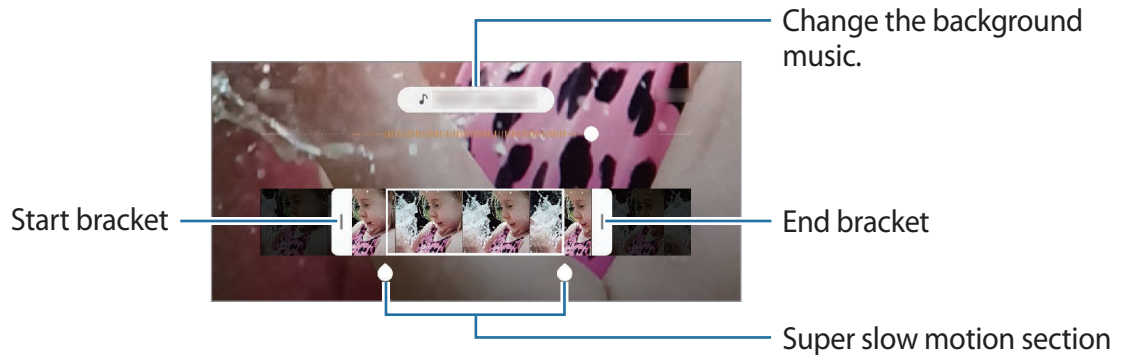 Change the background
music.
Start bracket
End bracket
Super slow motion section